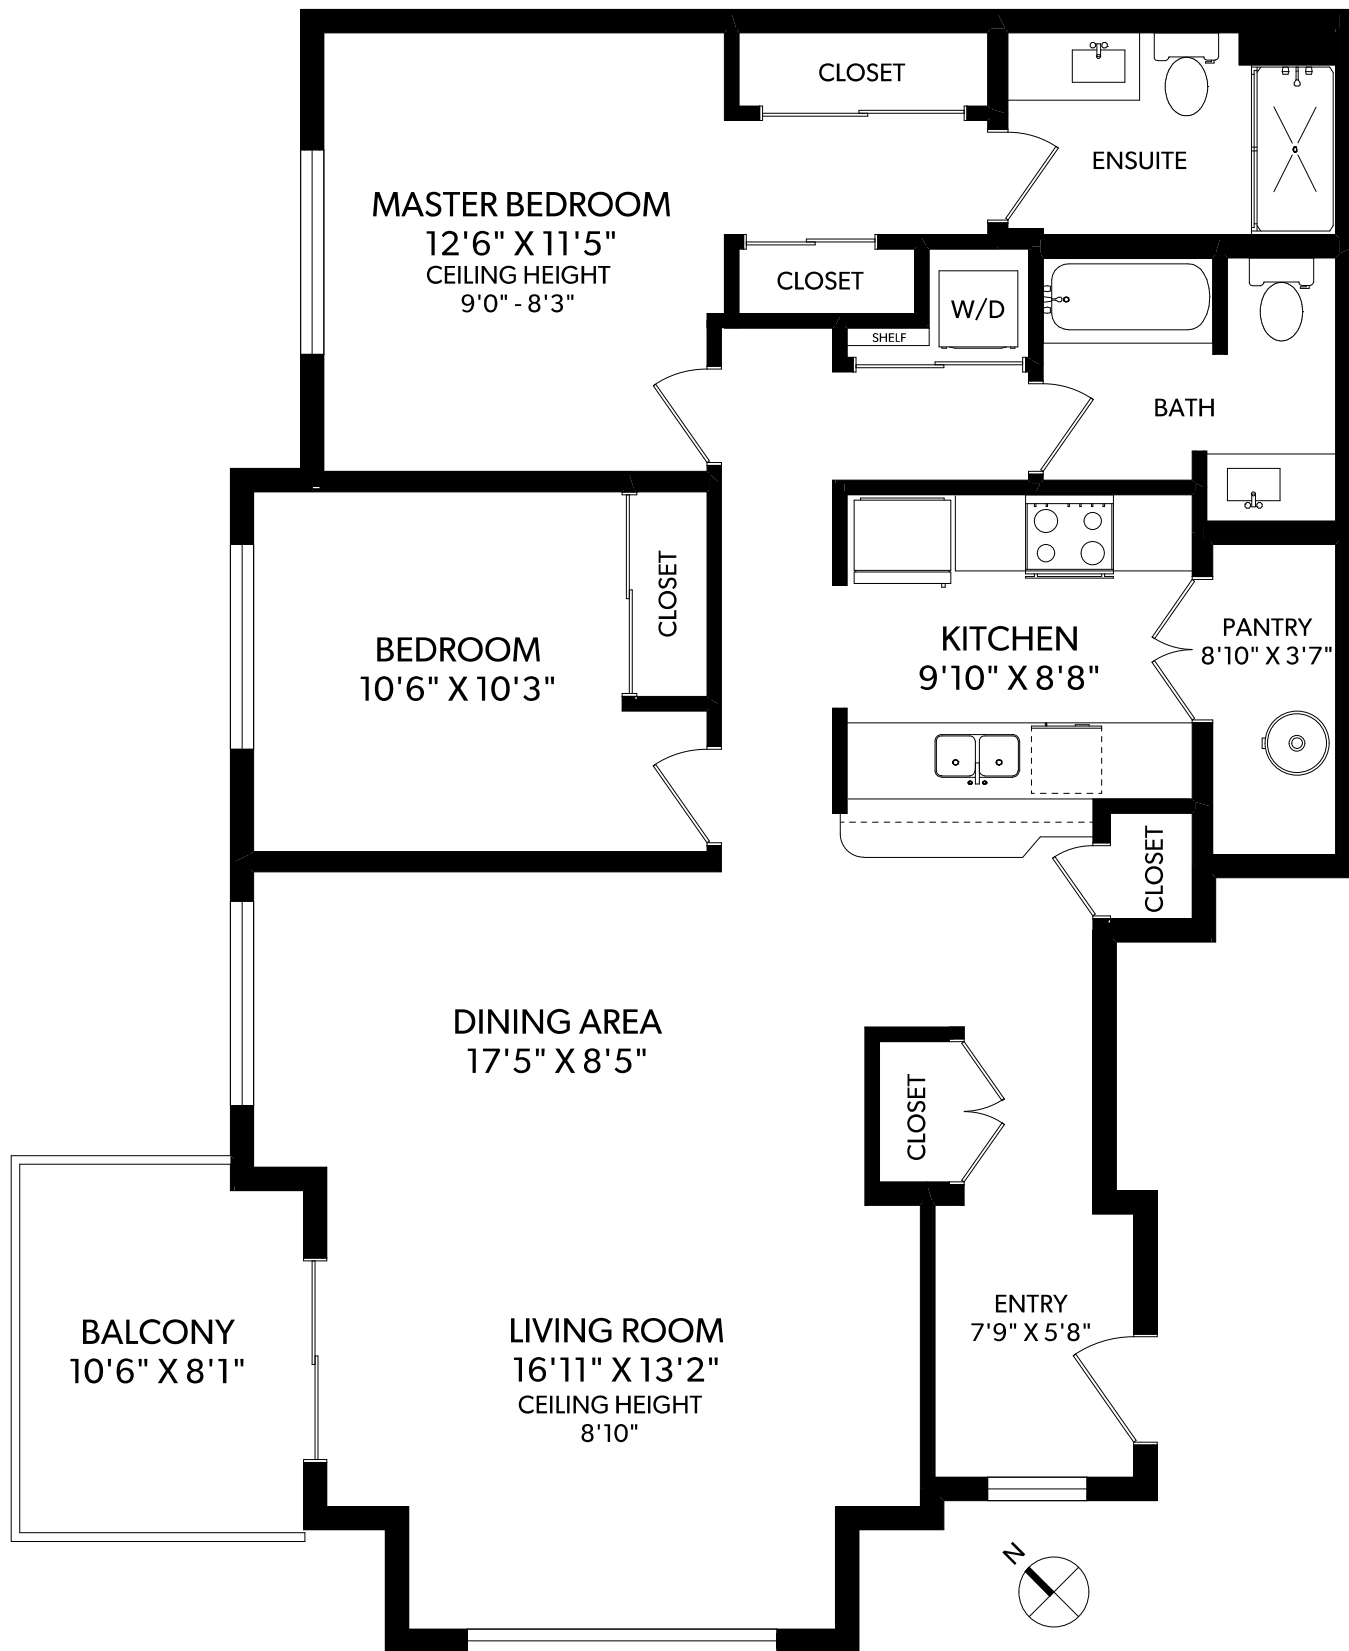 CLOSET
ENSUITE
MASTER BEDROOM
12'6" X 11'5"
CEILING HEIGHT
9'0" - 8'3"
CLOSET
W/D
SHELF
BATH
CLOSET
BEDROOM
10'6" X 10'3"
KITCHEN
9'10" X 8'8"
PANTRY
8'10" X 3'7"
CLOSET
DINING AREA
17'5" X 8'5"
CLOSET
BALCONY
10'6" X 8'1"
LIVING ROOM
16'11" X 13'2"
CEILING HEIGHT
8'10"
ENTRY
7'9" X 5'8"
N